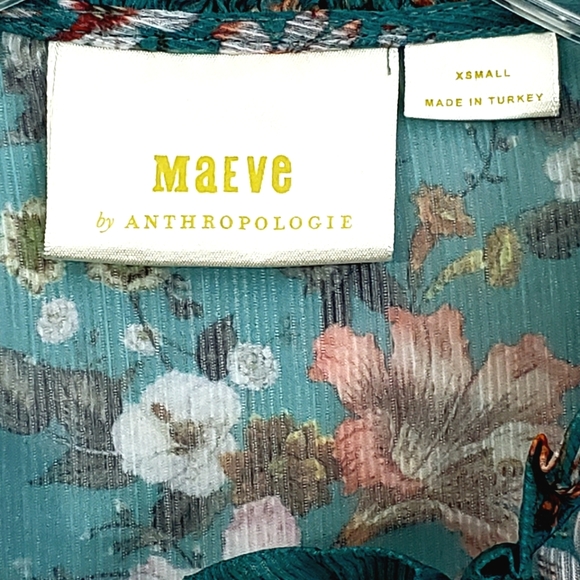 MaEve
by ANTHROPOLOGIE
XSMALL
MADE IN TURKEY